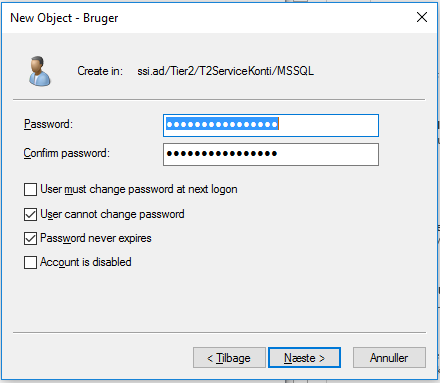 New Object - Bruger
Create in: ssi.ad/Tier2/T2ServiceKonti/MSSQL
Password: ●●●●●●●●●●●●●●●●
Confirm password: ●●●●●●●●●●●●●●●●
User must change password at next logon
User cannot change password
Password never expires
Account is disabled
< Tilbage Næste > Annuller